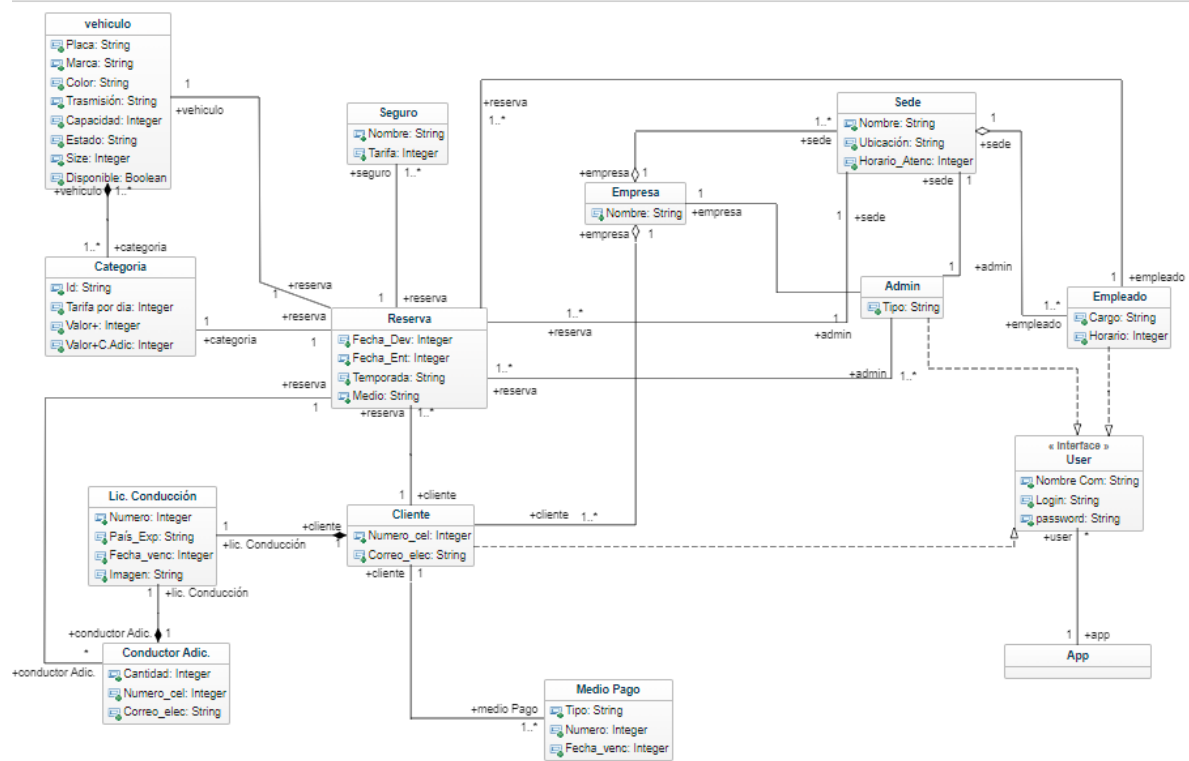 vehiculo
Placa: String
Marca: String
Color: String
Trasmisión: String
Capacidad: Integer
Estado: String
Size: Integer
Disponible: Boolean
+vehiculo 1..*
1
+vehiculo
1..* +categoria
Categoria
Id: String
Tarifa por dia: Integer
Valor+: Integer
Valor+C.Adic: Integer
1
+categoria
Seguro
Nombre: String
Tarifa: Integer
+seguro 1..*
1 +reserva
+reserva
1
+reserva
1
+reserva
1..*
Sede
Nombre: String
Ubicación: String
Horario_Atenc: Integer
1..*
+sede
1
+sede
+sede 1
1 +sede
+empresa 1
Empresa
Nombre: String
+empresa 1
1
+empresa
1 +admin
Admin
Tipo: String
1
+admin
+admin 1..*
1 +empleado
1..*
+empleado
Empleado
Cargo: String
Horario: Integer
Reserva
Fecha_Dev: Integer
Fecha_Ent: Integer
Temporada: String
Medio: String
1..*
+reserva
1..*
+reserva
+reserva
1
+reserva 1..*
1 +cliente
Cliente
Numero_cel: Integer
Correo_elec: String
+cliente 1..*
+cliente
1
+cliente 1
Lic. Conducción
Numero: Integer
País_Exp: String
Fecha_venc: Integer
Imagen: String
1
+lic. Conducción
1 +lic. Conducción
+conductor Adic. 1
*
+conductor Adic.
Conductor Adic.
Cantidad: Integer
Numero_cel: Integer
Correo_elec: String
+medio Pago
1..*
Medio Pago
Tipo: String
Numero: Integer
Fecha_venc: Integer
« Interface »
User
Nombre Com: String
Login: String
password: String
+user *
1 +app
App